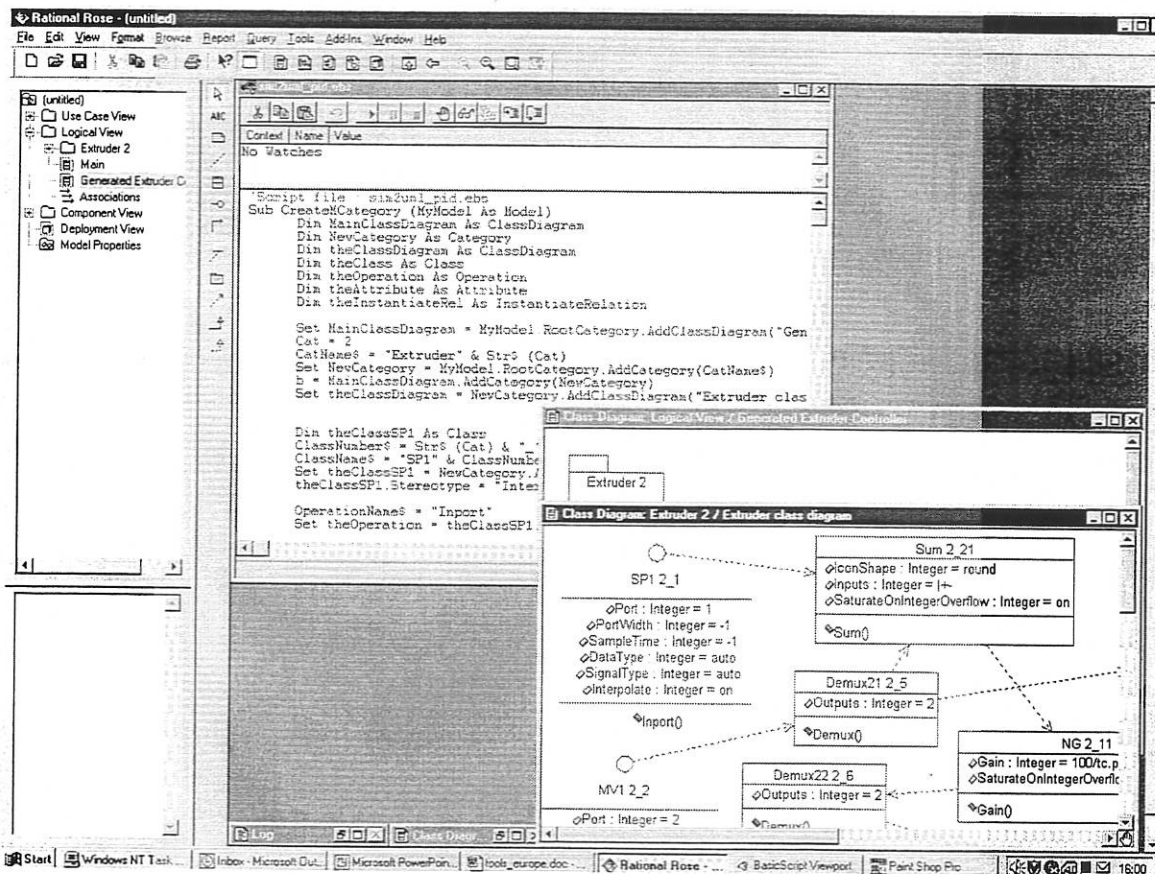 Rational Rose - (untitled)
File Edit View Format Browse Report Query Tools Add-Ins Window Help
(untitled)
Use Case View
Logical View
Extruder 2
Main
Generated Extruder C
Associations
Component View
Deployment View
Model Properties
ABC
sim2uml_pid.ebs
Context Name Value
No Watches
'Script file sim2uml_pid.ebs
Sub CreateMCategory (MyModel As Model)
Dim MainClassDiagram As ClassDiagram
Dim NewCategory As Category
Dim theClassDiagram As ClassDiagram
Dim theClass As Class
Dim theOperation As Operation
Dim theAttribute As Attribute
Dim theInstantiateRel As InstantiateRelation
Set MainClassDiagram = MyModel.RootCategory.AddClassDiagram("Gen
Cat = 2
CatName$ = "Extruder" & Str$ (Cat)
Set NewCategory = MyModel.RootCategory.AddCategory(CatName$)
b = MainClassDiagram.AddCategory(NewCategory)
Set theClassDiagram = NewCategory.AddClassDiagram("Extruder clas
Dim theClassSP1 As Class
ClassNumber$ = Str$ (Cat) & "_
ClassName$ = "SP1" & ClassNumbe
Set theClassSP1 = NewCategory.
theClassSP1.Stereotype = "Inter
OperationName$ = "Inport"
Set theOperation = theClassSP1.
Class Diagram: Logical View / Generated Extruder Controller
Extruder 2
Class Diagram: Extruder 2 / Extruder class diagram
SP1 2_1
Port : Integer = 1
PortWidth : Integer = -1
SampleTime : Integer = -1
DataType : Integer = auto
SignalType : Integer = auto
Interpolate : Integer = on
Inport()
MV1 2_2
Port : Integer = 2
Sum 2_21
iconShape : Integer = round
inputs : Integer = |+-
SaturateOnIntegerOverflow : Integer = on
Sum()
Demux21 2_5
Outputs : Integer = 2
Demux()
Demux22 2_6
Outputs : Integer = 2
Demux()
NG 2_11
Gain : Integer = 100/tc.p
SaturateOnIntegerOverfl
Gain()
Log
Class Diagr...
Start Windows NT Task... Inbox - Microsoft Out... Microsoft PowerPoin... tools_europe.doc - ... Rational Rose - ... BasicScript Viewport Paint Shop Pro 16:00